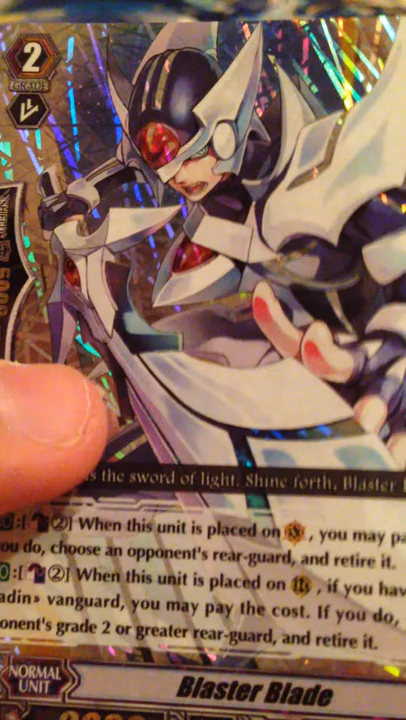 2
GRADE
5000
s the sword of light. Shine forth, Blaster
:[②] When this unit is placed on , you may pa
ou do, choose an opponent's rear-guard, and retire it.
:[②] When this unit is placed on , if you hav
adin» vanguard, you may pay the cost. If you do,
onent's grade 2 or greater rear-guard, and retire it.
NORMAL
UNIT
Blaster Blade